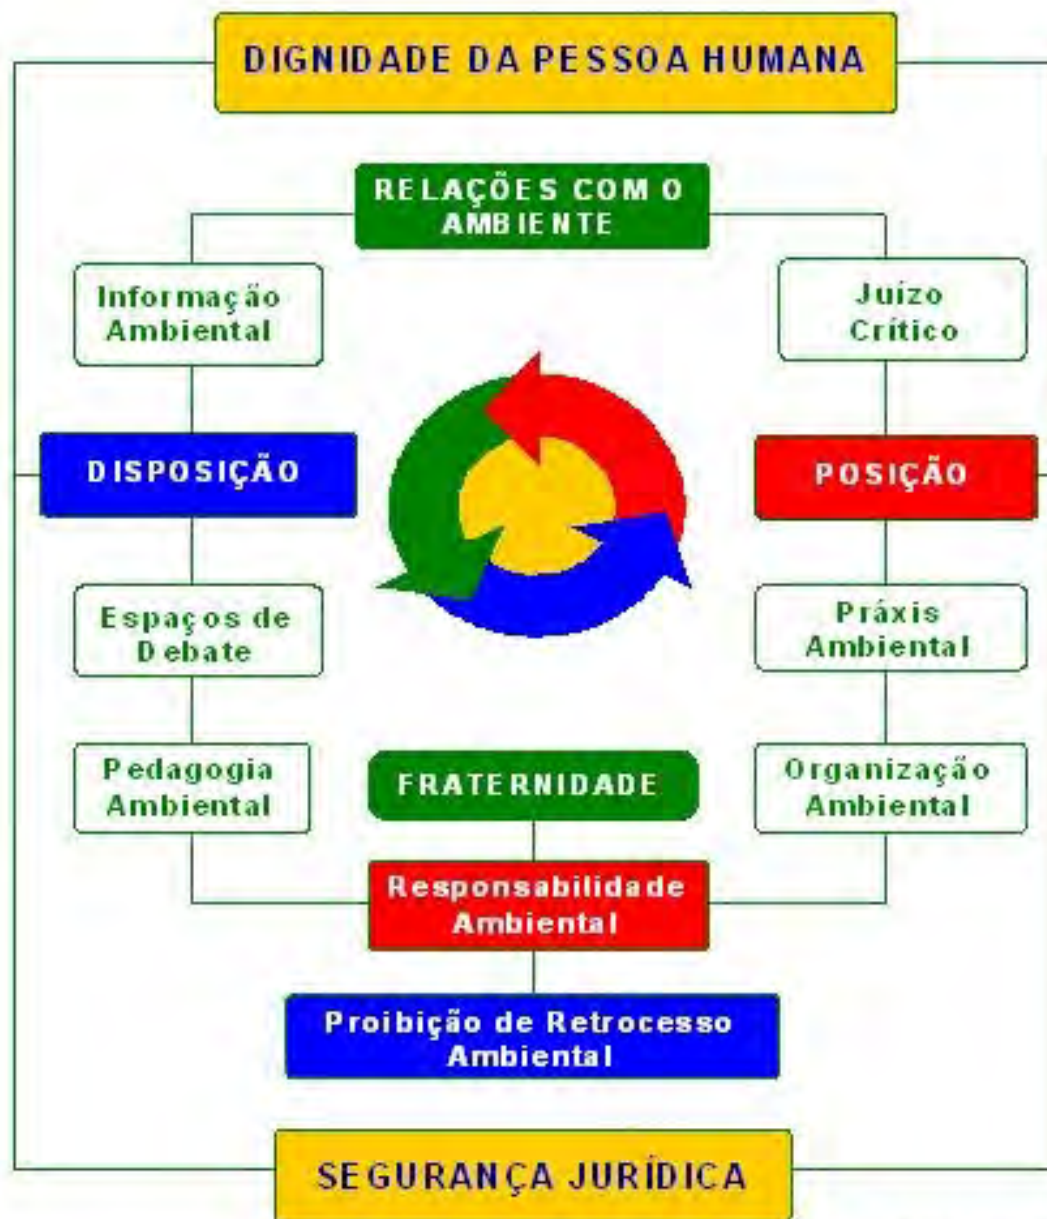 DIGNIDADE DA PESSOA HUMANA
RELAÇÕES COM O
AMBIENTE
Informação
Ambiental
Juízo
Crítico
DISPOSIÇÃO
POSIÇÃO
Espaços de
Debate
Práxis
Ambiental
Pedagogia
Ambiental
FRATERNIDADE
Organização
Ambiental
Responsabilidade
Ambiental
Proibição de Retrocesso
Ambiental
SEGURANÇA JURÍDICA